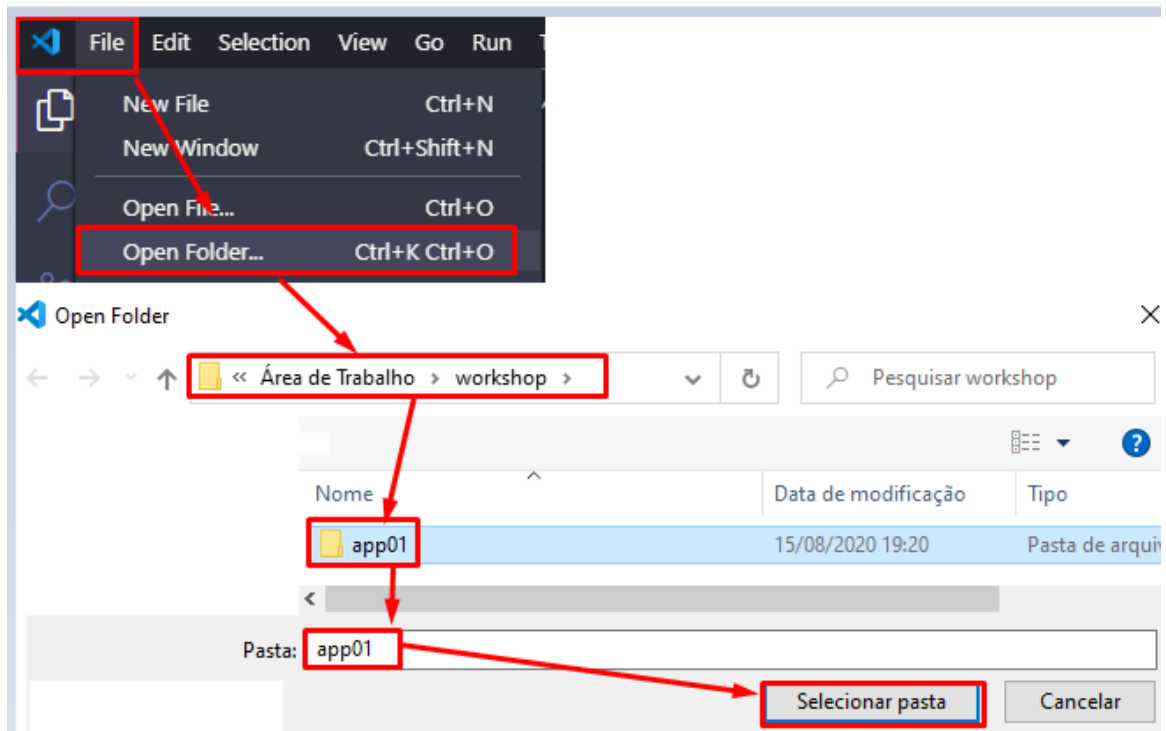 File Edit Selection View Go Run
New File Ctrl+N
New Window Ctrl+Shift+N
Open File... Ctrl+O
Open Folder... Ctrl+K Ctrl+O
Open Folder
« Área de Trabalho > workshop > Pesquisar workshop
Nome Data de modificação Tipo
app01 15/08/2020 19:20 Pasta de arqui
Pasta: app01
Selecionar pasta Cancelar